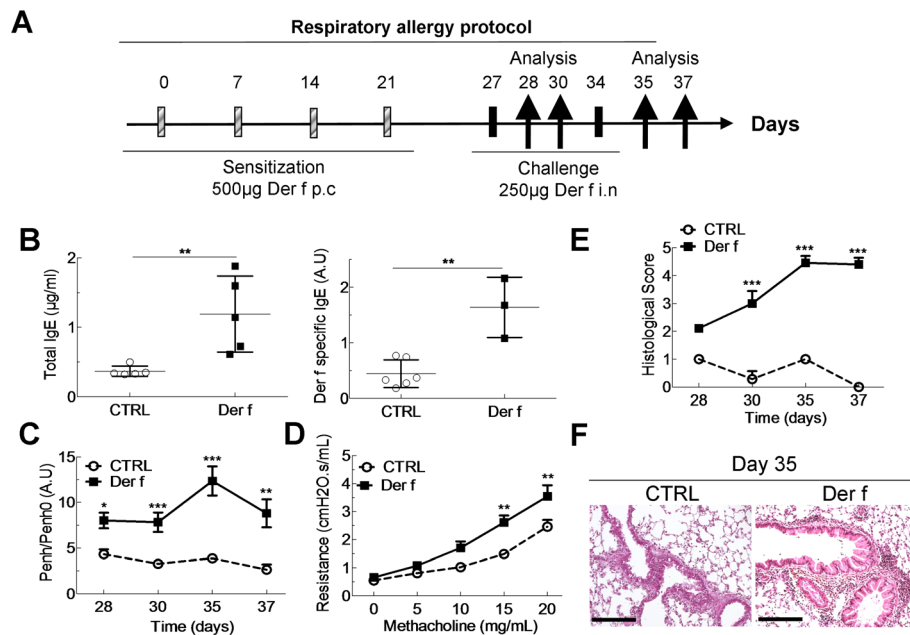 A
Respiratory allergy protocol
Analysis Analysis
0 7 14 21 27 28 30 34 35 37
Days
Sensitization Challenge
500µg Der f p.c 250µg Der f i.n
B
Total IgE (µg/ml)
2
1
0
**
CTRL Der f
Der f specific IgE (A.U)
3
2
1
0
**
CTRL Der f
E
CTRL
Der f
Histological Score
6
5
4
3
2
1
0
*** *** ***
28 30 35 37
Time (days)
C
CTRL
Der f
Penh/Penh0 (A.U)
15
10
5
0
* *** *** **
28 30 35 37
Time (days)
D
CTRL
Der f
Resistance (cmH2O.s/mL)
5
4
3
2
1
0
** **
0 5 10 15 20
Methacholine (mg/mL)
F
Day 35
CTRL Der f